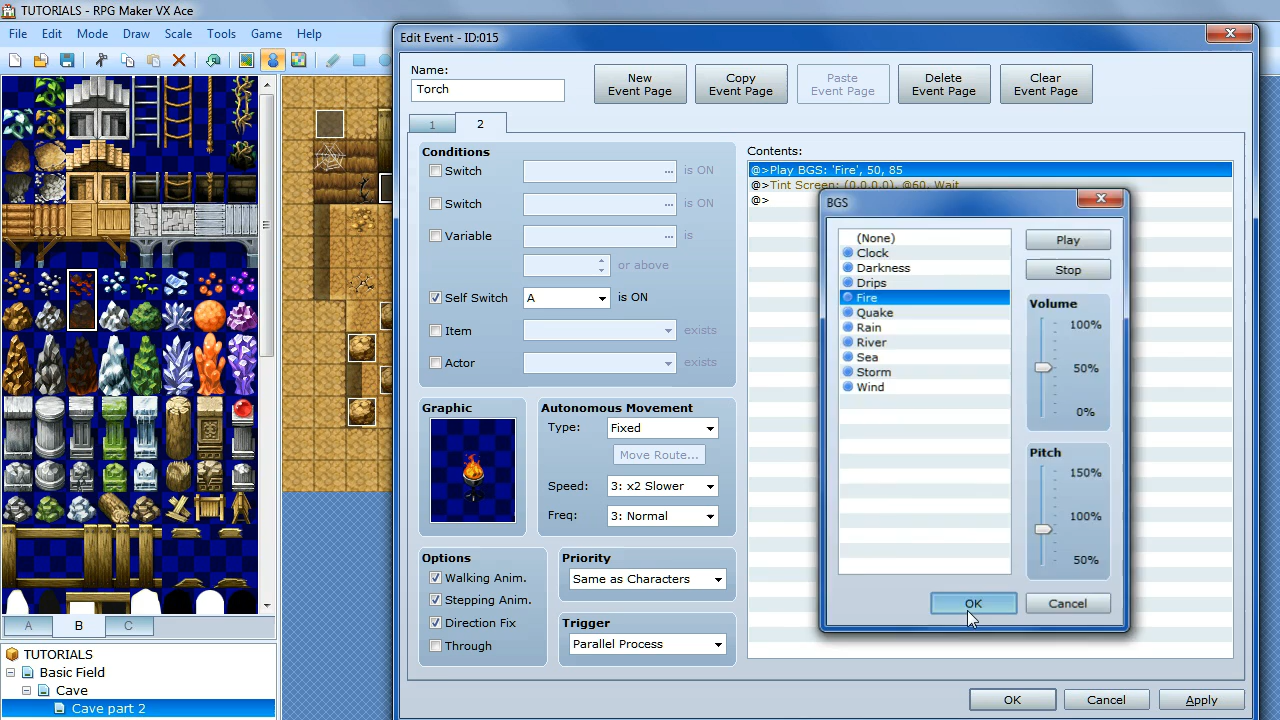 TUTORIALS - RPG Maker VX Ace
File Edit Mode Draw Scale Tools Game Help
Edit Event - ID:015
Name:
Torch
New Event Page
Copy Event Page
Paste Event Page
Delete Event Page
Clear Event Page
1 2
Conditions
Switch ... is ON
Switch ... is ON
Variable ... is
or above
Self Switch A is ON
Item exists
Actor exists
Graphic
Autonomous Movement
Type: Fixed
Move Route...
Speed: 3: x2 Slower
Freq: 3: Normal
Options
Walking Anim.
Stepping Anim.
Direction Fix
Through
Priority
Same as Characters
Trigger
Parallel Process
Contents:
@>Play BGS: 'Fire', 50, 85
@>Tint Screen: (0,0,0,0), @60, Wait
@>
BGS
(None)
Clock
Darkness
Drips
Fire
Quake
Rain
River
Sea
Storm
Wind
Play
Stop
Volume
100%
50%
0%
Pitch
150%
100%
50%
OK Cancel
OK Cancel Apply
A B C
TUTORIALS
Basic Field
Cave
Cave part 2